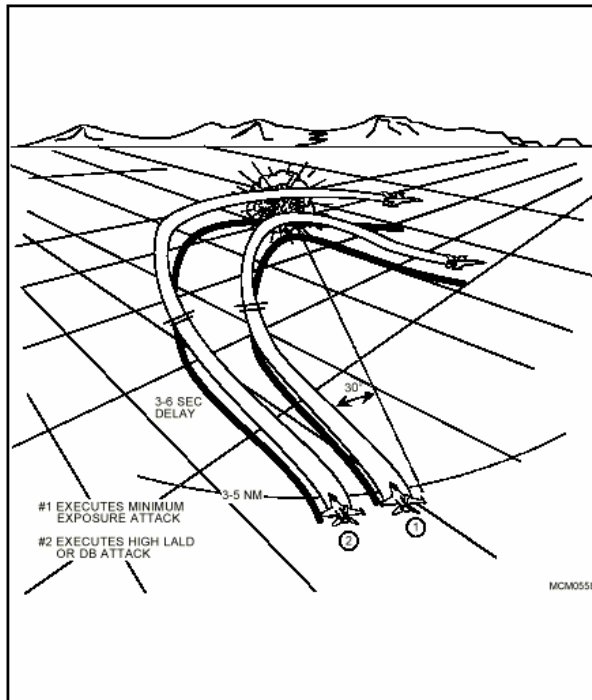 30°
3-6 SEC
DELAY
3-5 NM
#1 EXECUTES MINIMUM
EXPOSURE ATTACK
#2 EXECUTES HIGH LALD
OR DB ATTACK
2
1